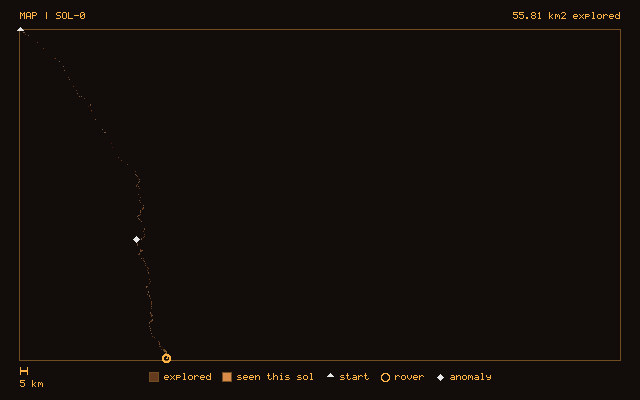 MAP | SOL-0
55.81 km2 explored
5 km
explored
seen this sol
start
rover
anomaly